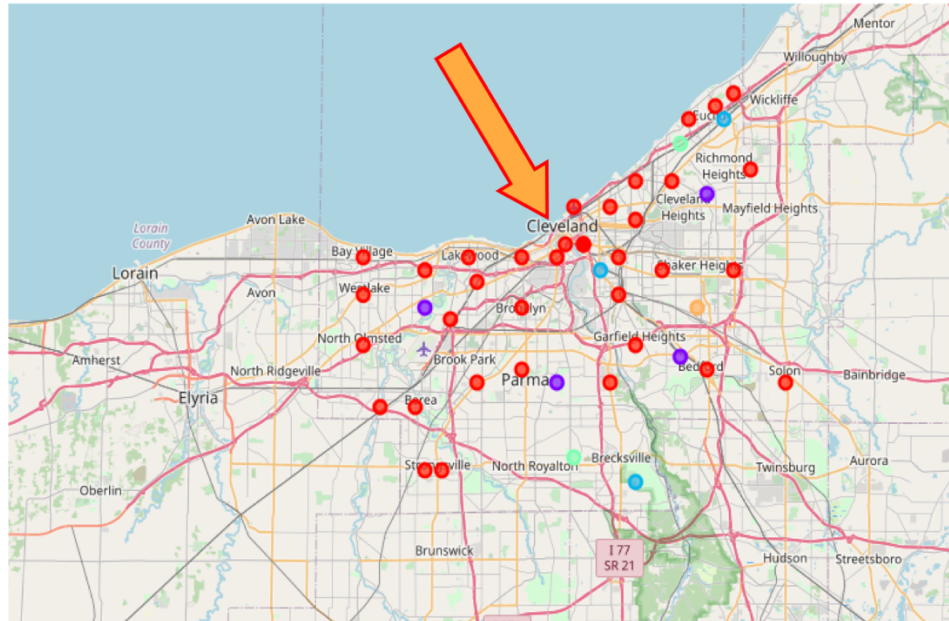 Mentor
Willoughby
Wickliffe
Eucl
Richmond
Heights
Cleveland
Heights
Mayfield Heights
Cleveland
Lorain
County
Avon Lake
Bay Village
Lakewood
Shaker Heights
Lorain
Avon
Westlake
Brooklyn
North Olmsted
Garfield Heights
Amherst
Brook Park
North Ridgeville
Bedford
Solon
Bainbridge
Parma
Elyria
Berea
Strongsville
North Royalton
Brecksville
Twinsburg
Aurora
Oberlin
Brunswick
I 77
SR 21
Hudson
Streetsboro